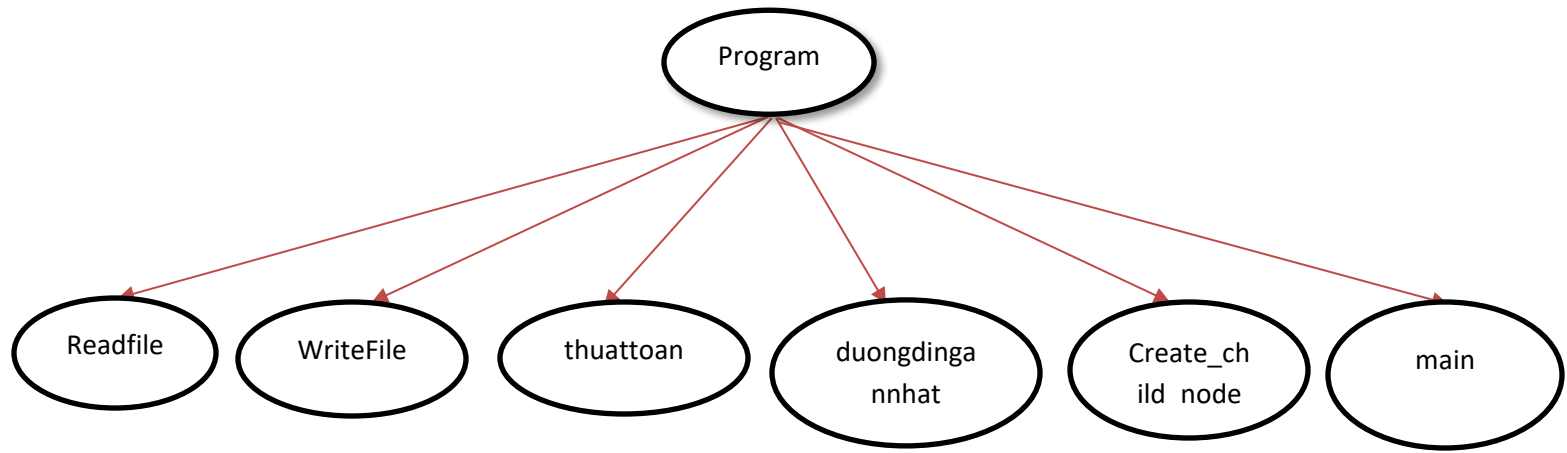 Program
Readfile
WriteFile
thuattoan
duongdinga
nnhat
Create_ch
ild_node
main